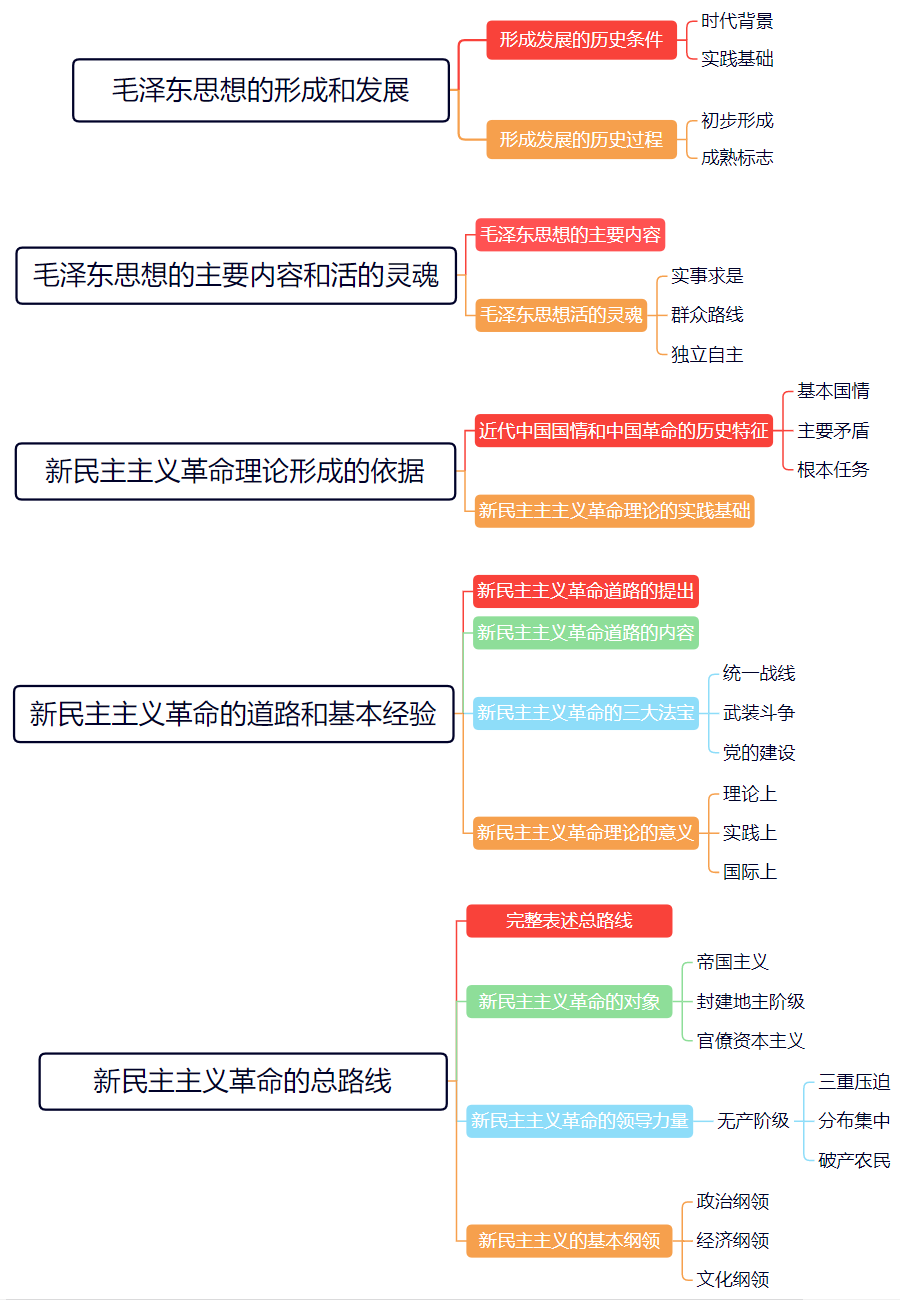 毛泽东思想的形成和发展
形成发展的历史条件
时代背景
实践基础
形成发展的历史过程
初步形成
成熟标志
毛泽东思想的主要内容和活的灵魂
毛泽东思想的主要内容
毛泽东思想活的灵魂
实事求是
群众路线
独立自主
新民主主义革命理论形成的依据
近代中国国情和中国革命的历史特征
基本国情
主要矛盾
根本任务
新民主主主义革命理论的实践基础
新民主主义革命的道路和基本经验
新民主主义革命道路的提出
新民主主义革命道路的内容
新民主主义革命的三大法宝
统一战线
武装斗争
党的建设
新民主主义革命理论的意义
理论上
实践上
国际上
新民主主义革命的总路线
完整表述总路线
新民主主义革命的对象
帝国主义
封建地主阶级
官僚资本主义
新民主主义革命的领导力量
无产阶级
三重压迫
分布集中
破产农民
新民主主义的基本纲领
政治纲领
经济纲领
文化纲领